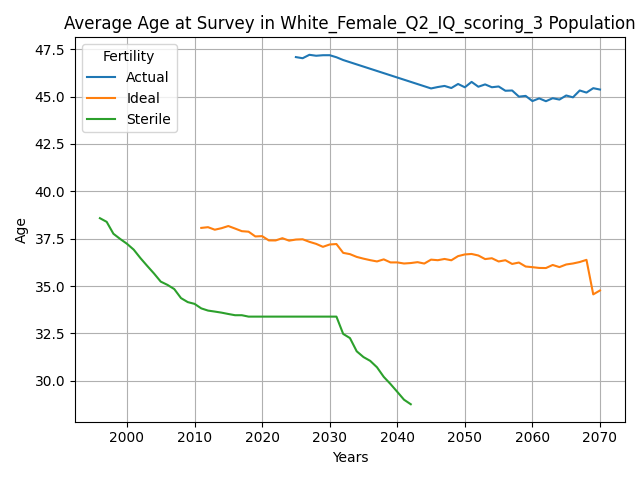 Average Age at Survey in White_Female_Q2_IQ_scoring_3 Population
Fertility
Actual
Ideal
Sterile
47.5
45.0
42.5
40.0
37.5
35.0
32.5
30.0
Age
2000 2010 2020 2030 2040 2050 2060 2070
Years